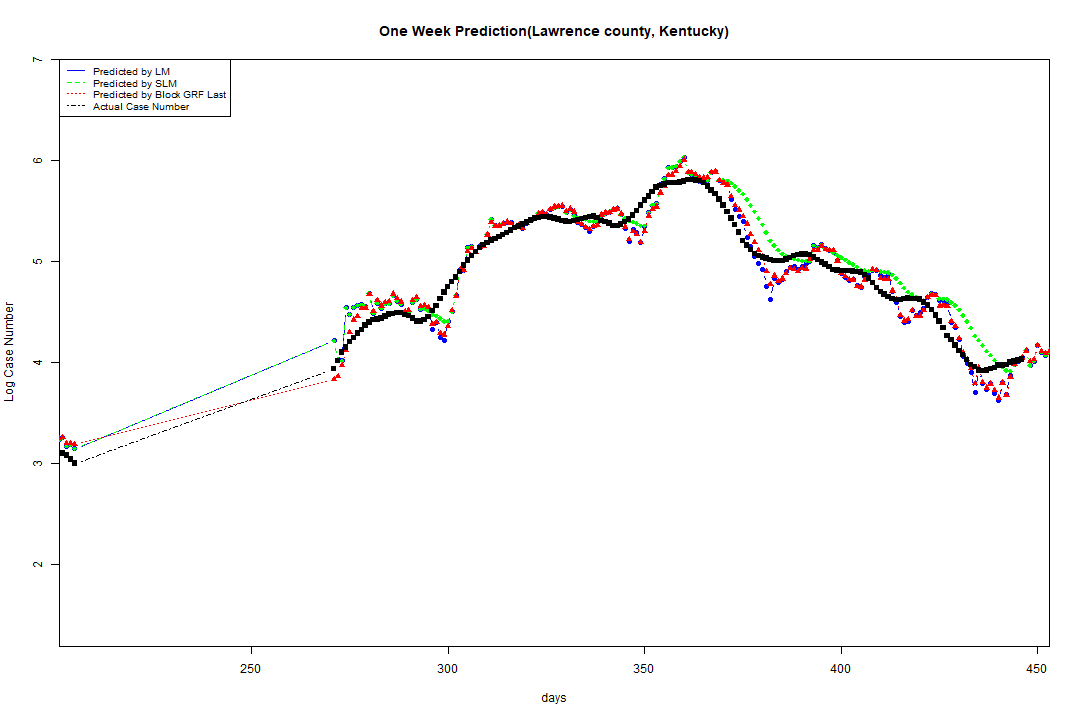 One Week Prediction(Lawrence county, Kentucky)
Predicted by LM
Predicted by SLM
Predicted by Block GRF Last
Actual Case Number
7
6
5
4
3
2
Log Case Number
250 300 350 400 450
days